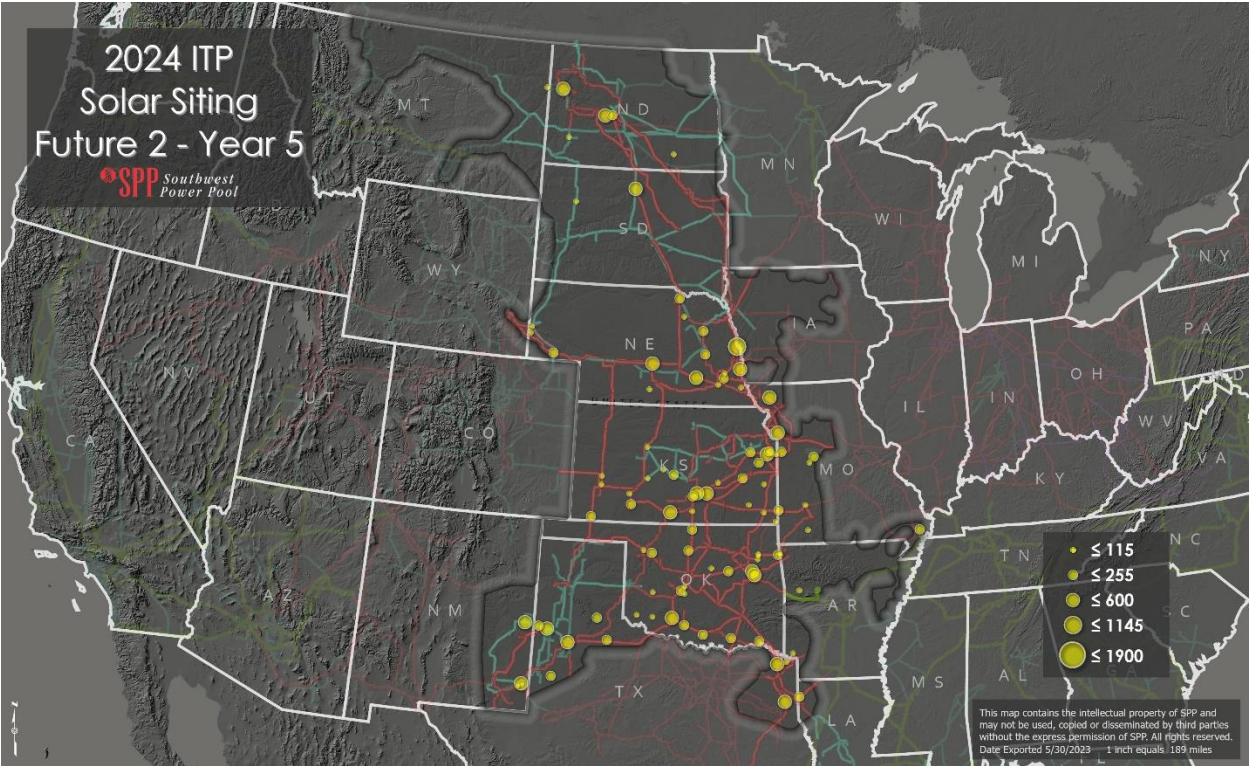 2024 ITP
Solar Siting
Future 2 - Year 5
SPP Southwest
Power Pool
MT
ND
MN
SD
WI
MI
NY
WY
IA
NE
PA
NV
UT
CO
IL
IN
OH
WV
VA
CA
KS
MO
KY
UNITED STATES
AZ
NM
OK
AR
TN
NC
SC
MS
AL
GA
TX
LA
≤ 115
≤ 255
≤ 600
≤ 1145
≤ 1900
This map contains the intellectual property of SPP and
may not be used, copied or disseminated by third parties
without the express permission of SPP. All rights reserved.
Date Exported 5/30/2023 1 inch equals 189 miles